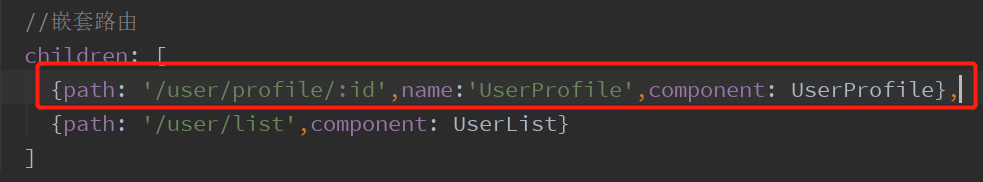 //嵌套路由
children: [
{path: '/user/profile/:id',name:'UserProfile',component: UserProfile},
{path: '/user/list',component: UserList}
]